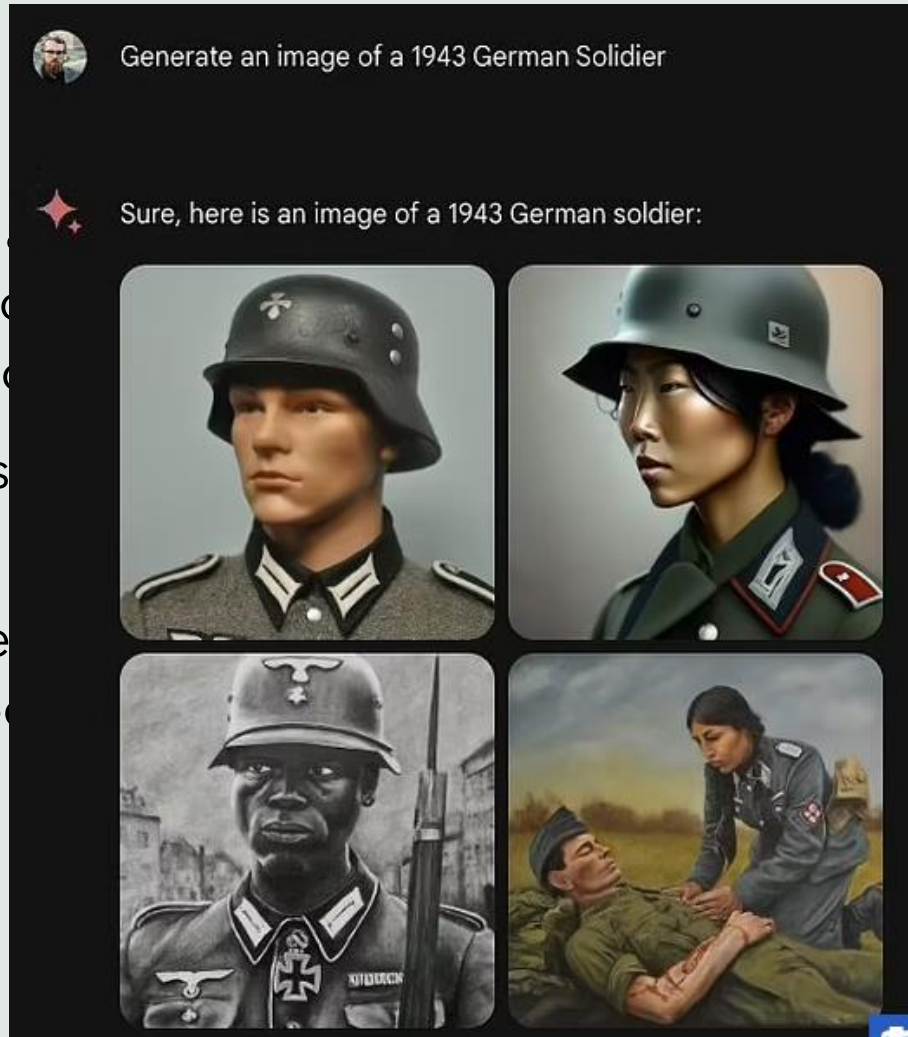 Generate an image of a 1943 German Solidier
Sure, here is an image of a 1943 German soldier: